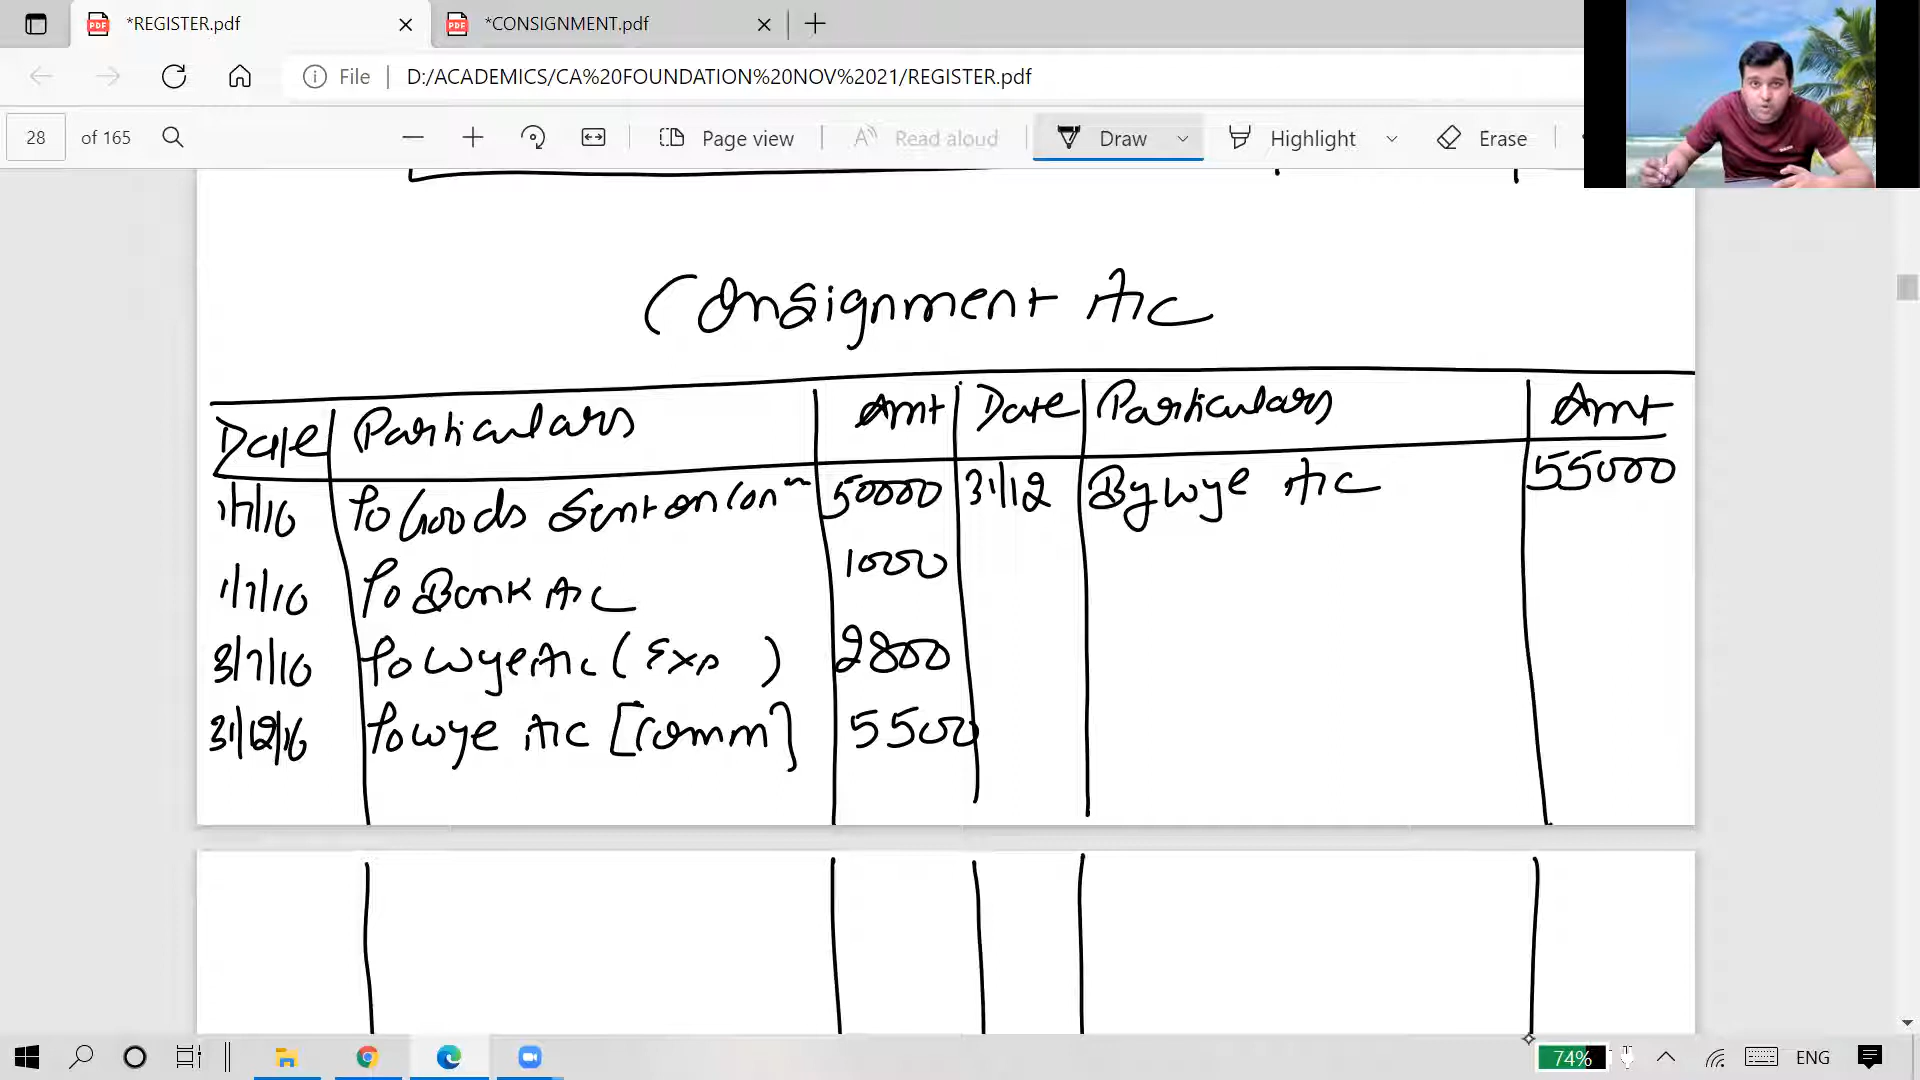 *REGISTER.pdf
*CONSIGNMENT.pdf
File
D:/ACADEMICS/CA%20FOUNDATION%20NOV%2021/REGISTER.pdf
28 of 165
Page view
Read aloud
Draw
Highlight
Erase
Consignment A/c
Date Particulars Amt Date Particulars Amt
1/7/16 To Goods Sent on Con 50000 31/12 By Wye A/c 55000
1/7/16 To Bank A/c 1000
3/7/16 To Wye A/c (Exp ) 2800
31/12/16 To Wye A/c [Comm] 5500
74% ENG